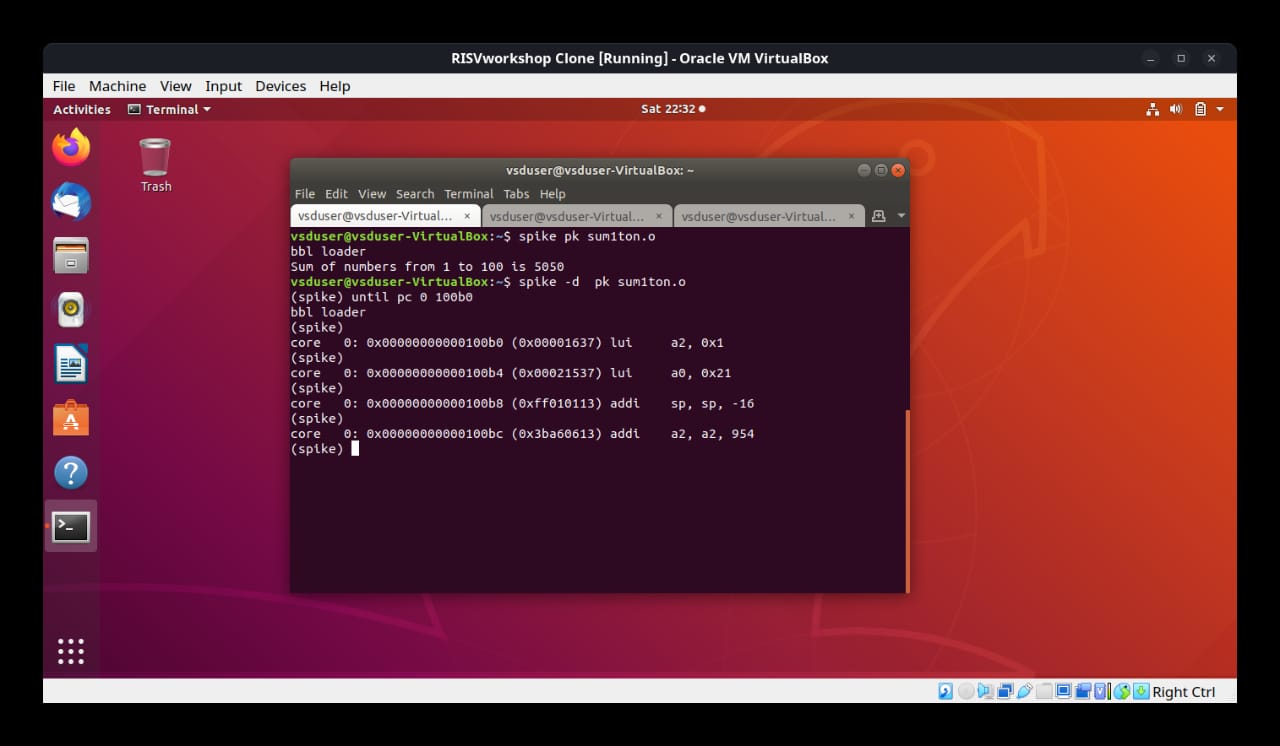 RISVworkshop Clone [Running] - Oracle VM VirtualBox
File Machine View Input Devices Help
Activities Terminal Sat 22:32
Trash
vsduser@vsduser-VirtualBox: ~
File Edit View Search Terminal Tabs Help
vsduser@vsduser-Virtual... × vsduser@vsduser-Virtual... × vsduser@vsduser-Virtual... ×
vsduser@vsduser-VirtualBox:~$ spike pk sum1ton.o
bbl loader
Sum of numbers from 1 to 100 is 5050
vsduser@vsduser-VirtualBox:~$ spike -d  pk sum1ton.o
(spike) until pc 0 100b0
bbl loader
(spike)
core   0: 0x00000000000100b0 (0x00001637) lui     a2, 0x1
(spike)
core   0: 0x00000000000100b4 (0x00021537) lui     a0, 0x21
(spike)
core   0: 0x00000000000100b8 (0xff010113) addi    sp, sp, -16
(spike)
core   0: 0x00000000000100bc (0x3ba60613) addi    a2, a2, 954
(spike)
Right Ctrl